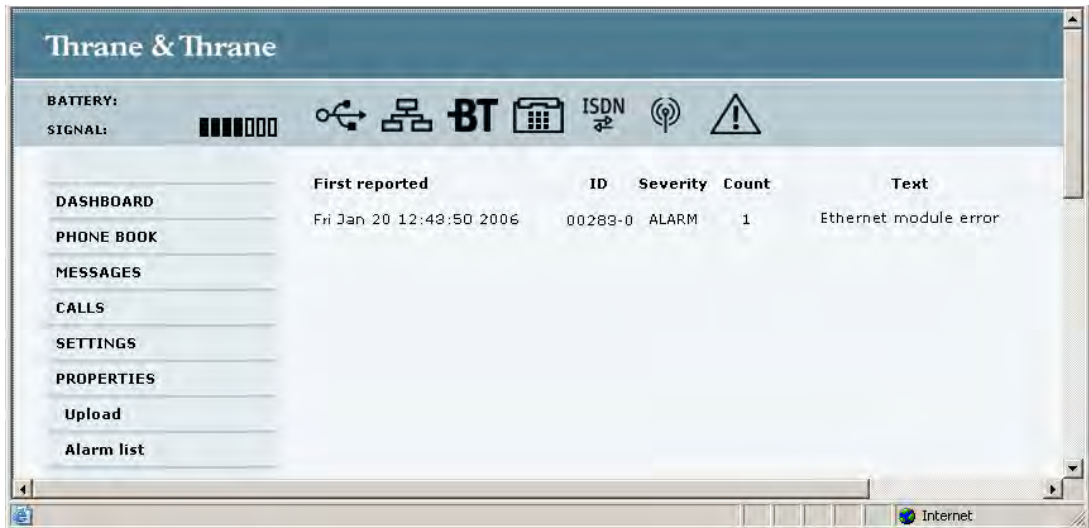 Thrane & Thrane
BATTERY:
SIGNAL:
BT
ISDN
First reported ID Severity Count Text
Fri Jan 20 12:43:50 2006 00283-0 ALARM 1 Ethernet module error
DASHBOARD
PHONE BOOK
MESSAGES
CALLS
SETTINGS
PROPERTIES
Upload
Alarm list
Internet